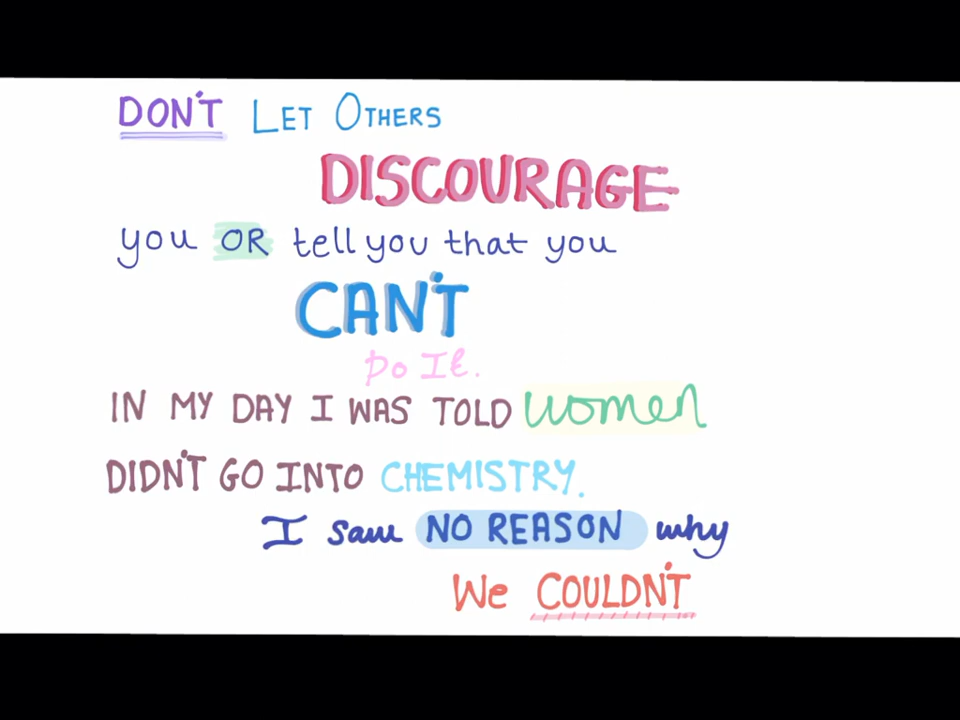 DON'T LET OTHERS
DISCOURAGE
you OR tell you that you
CAN'T
Do It.
IN MY DAY I WAS TOLD women
DIDN'T GO INTO CHEMISTRY.
I saw NO REASON why
We COULDN'T